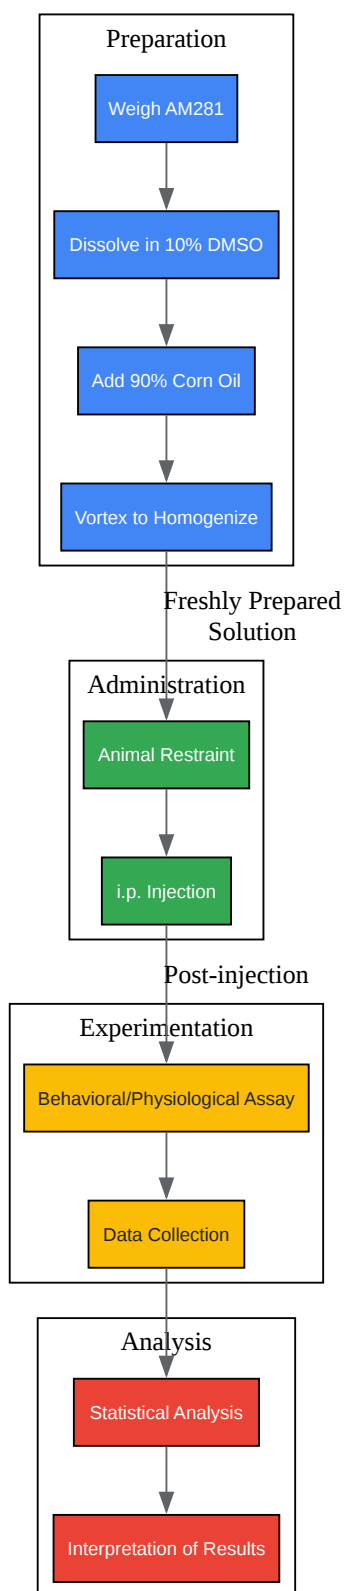 Preparation
Weigh AM281
Dissolve in 10% DMSO
Add 90% Corn Oil
Vortex to Homogenize
Freshly Prepared
Solution
Administration
Animal Restraint
i.p. Injection
Post-injection
Experimentation
Behavioral/Physiological Assay
Data Collection
Analysis
Statistical Analysis
Interpretation of Results